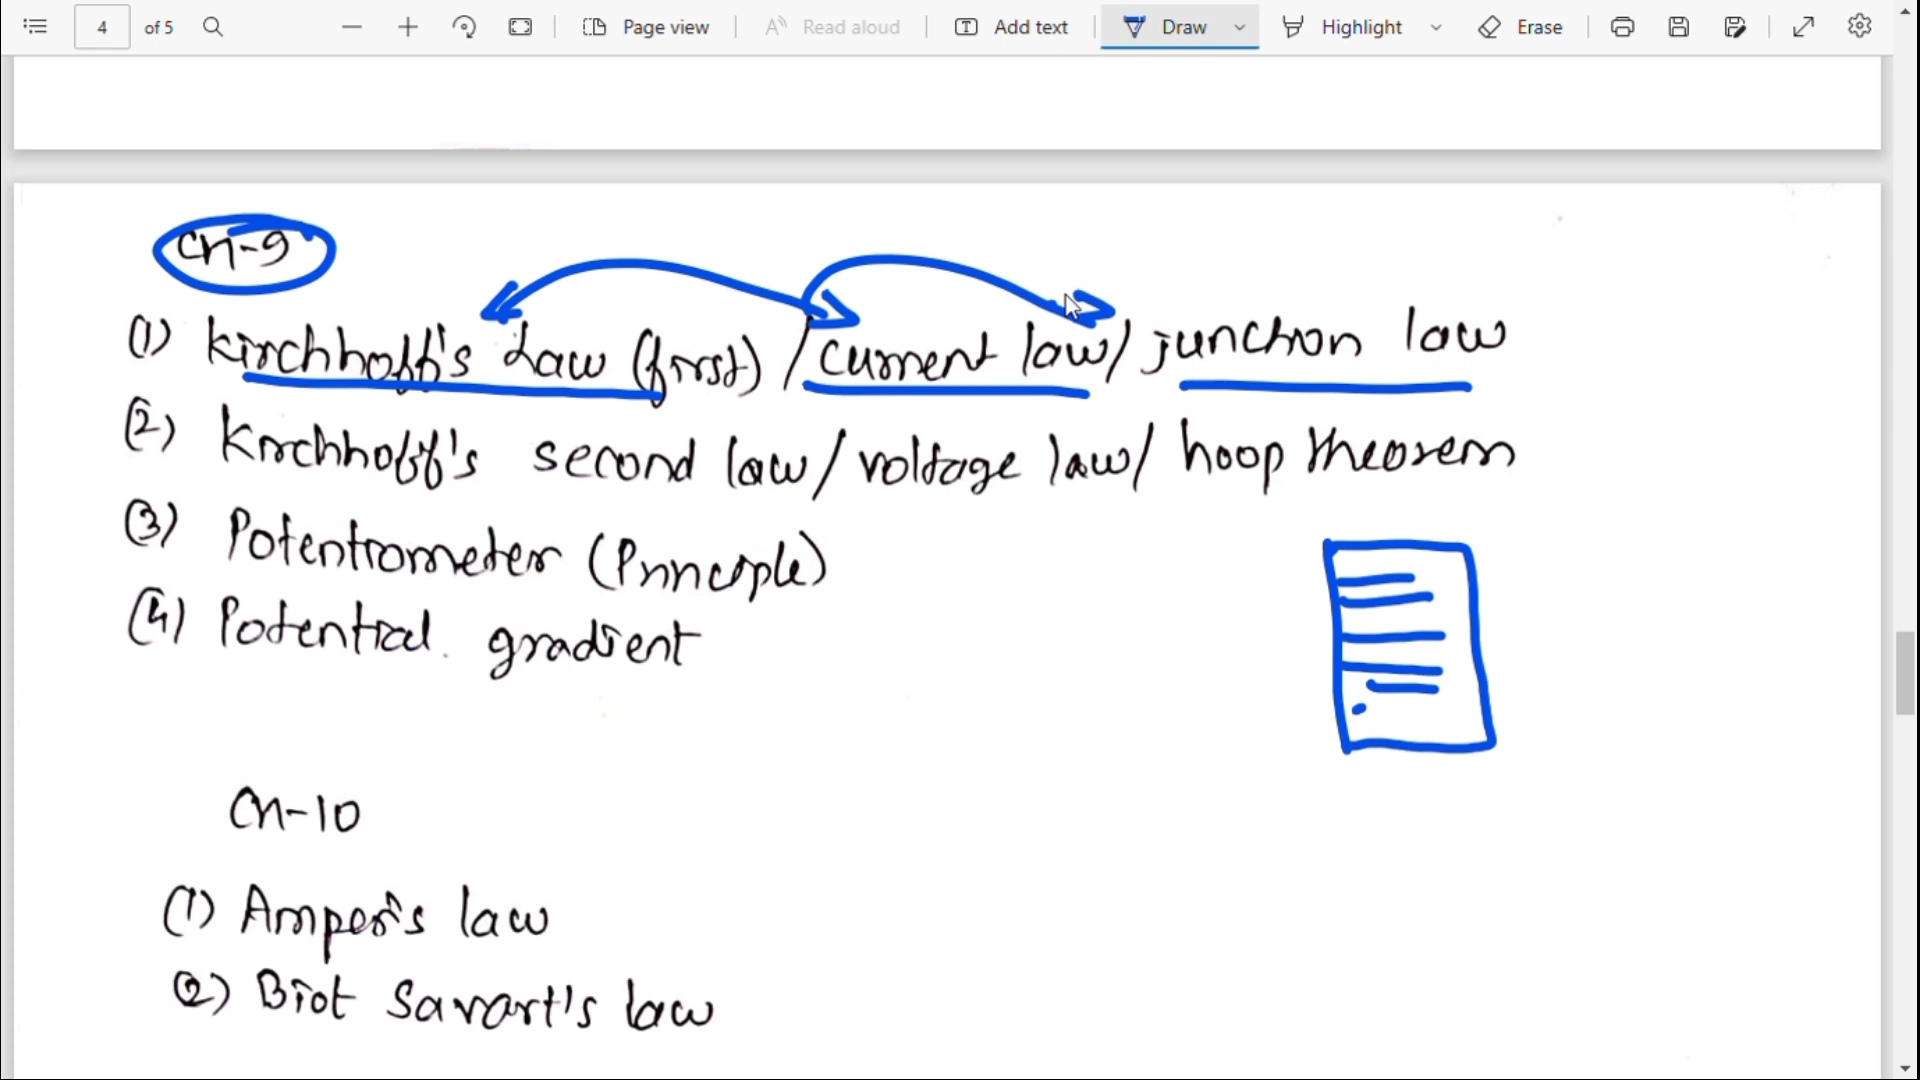 4 of 5 Page view Read aloud Add text Draw Highlight Erase
CH-9
(1) Kirchhoff's Law (first) / current law / junction law
(2) Kirchhoff's second law / voltage law / hoop theorem
(3) Potentiometer (Principle)
(4) Potential gradient
CH-10
(1) Amper's law
(2) Biot Savart's law